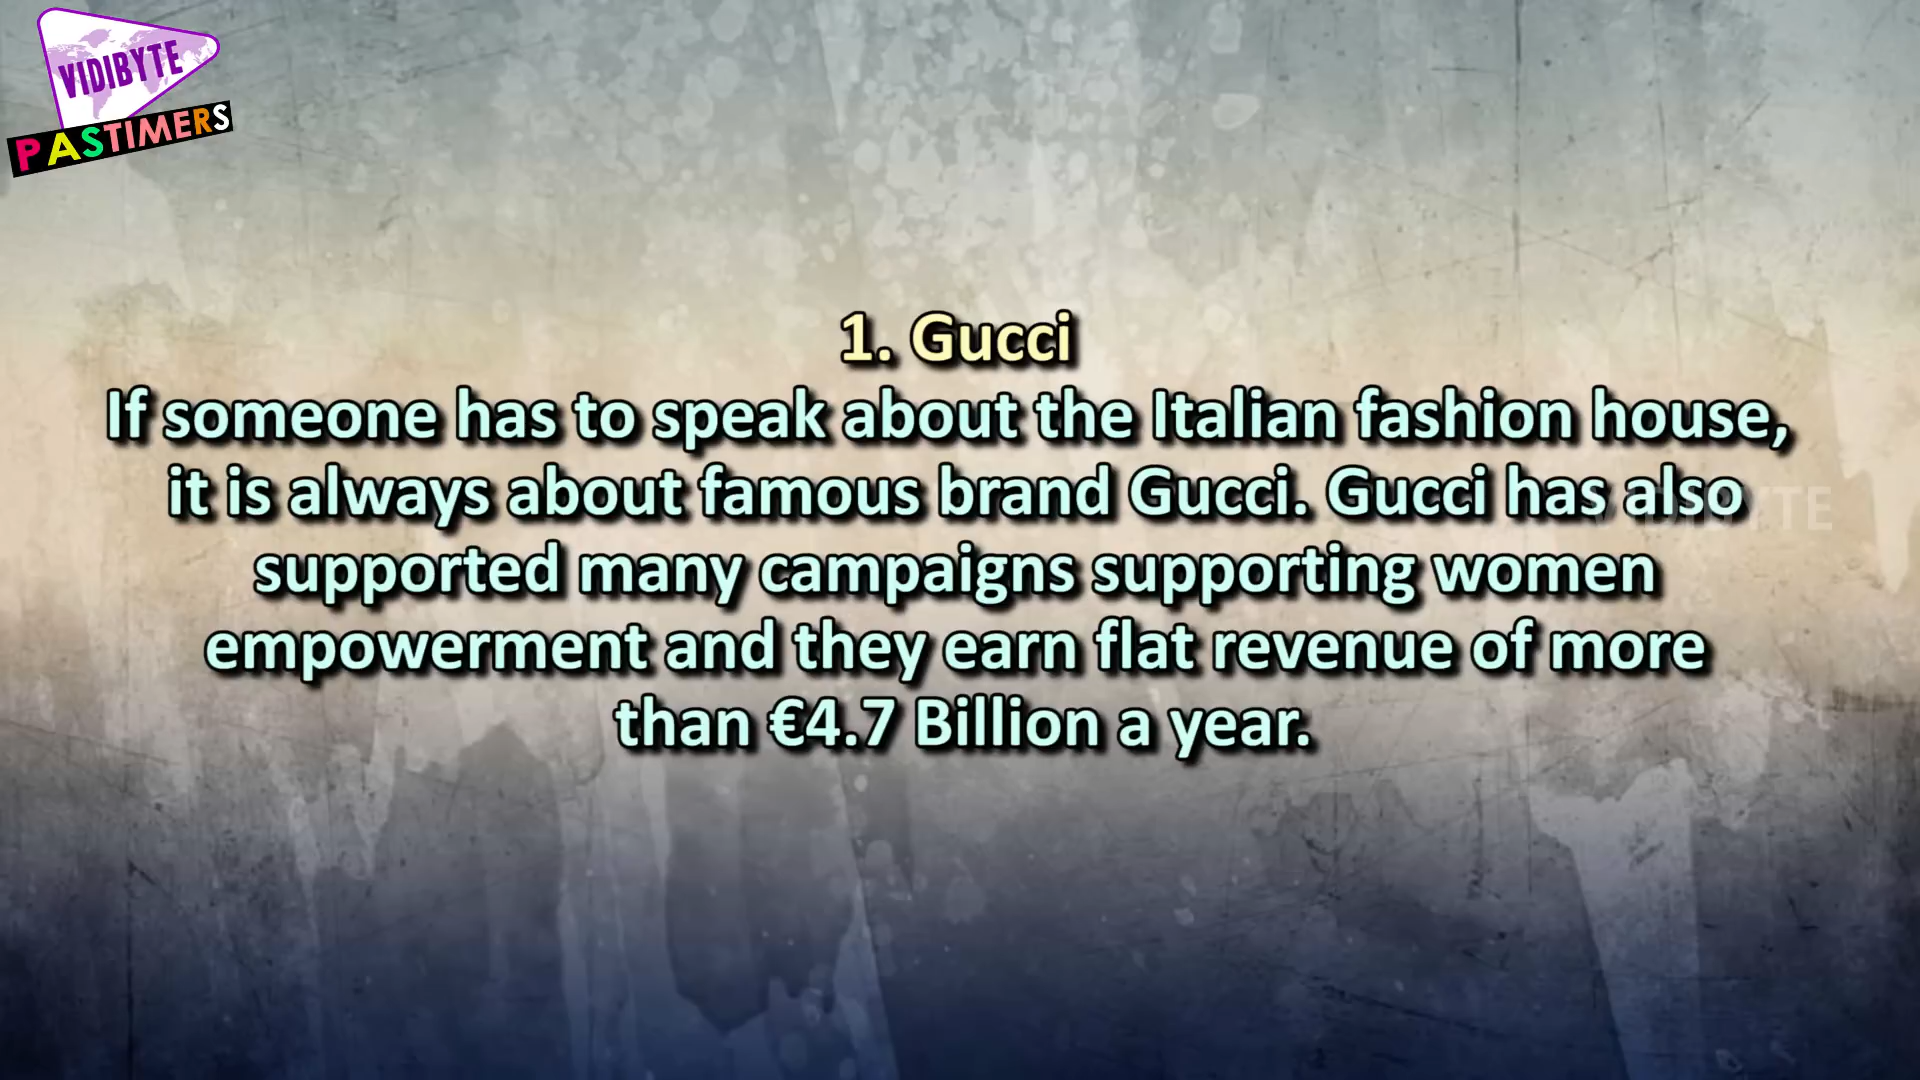 VIDIBYTE
PASTIMERS
1. Gucci
If someone has to speak about the Italian fashion house,
it is always about famous brand Gucci. Gucci has also
supported many campaigns supporting women
empowerment and they earn flat revenue of more
than €4.7 Billion a year.
VIDIBYTE